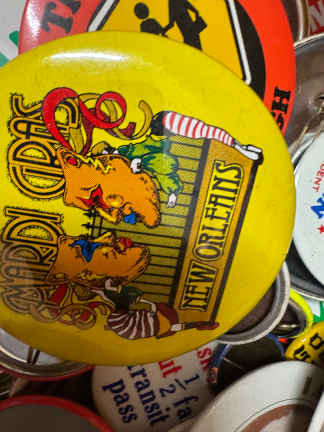 MARDI GRAS
NEW ORLEANS
1/2 fa
transit
pass